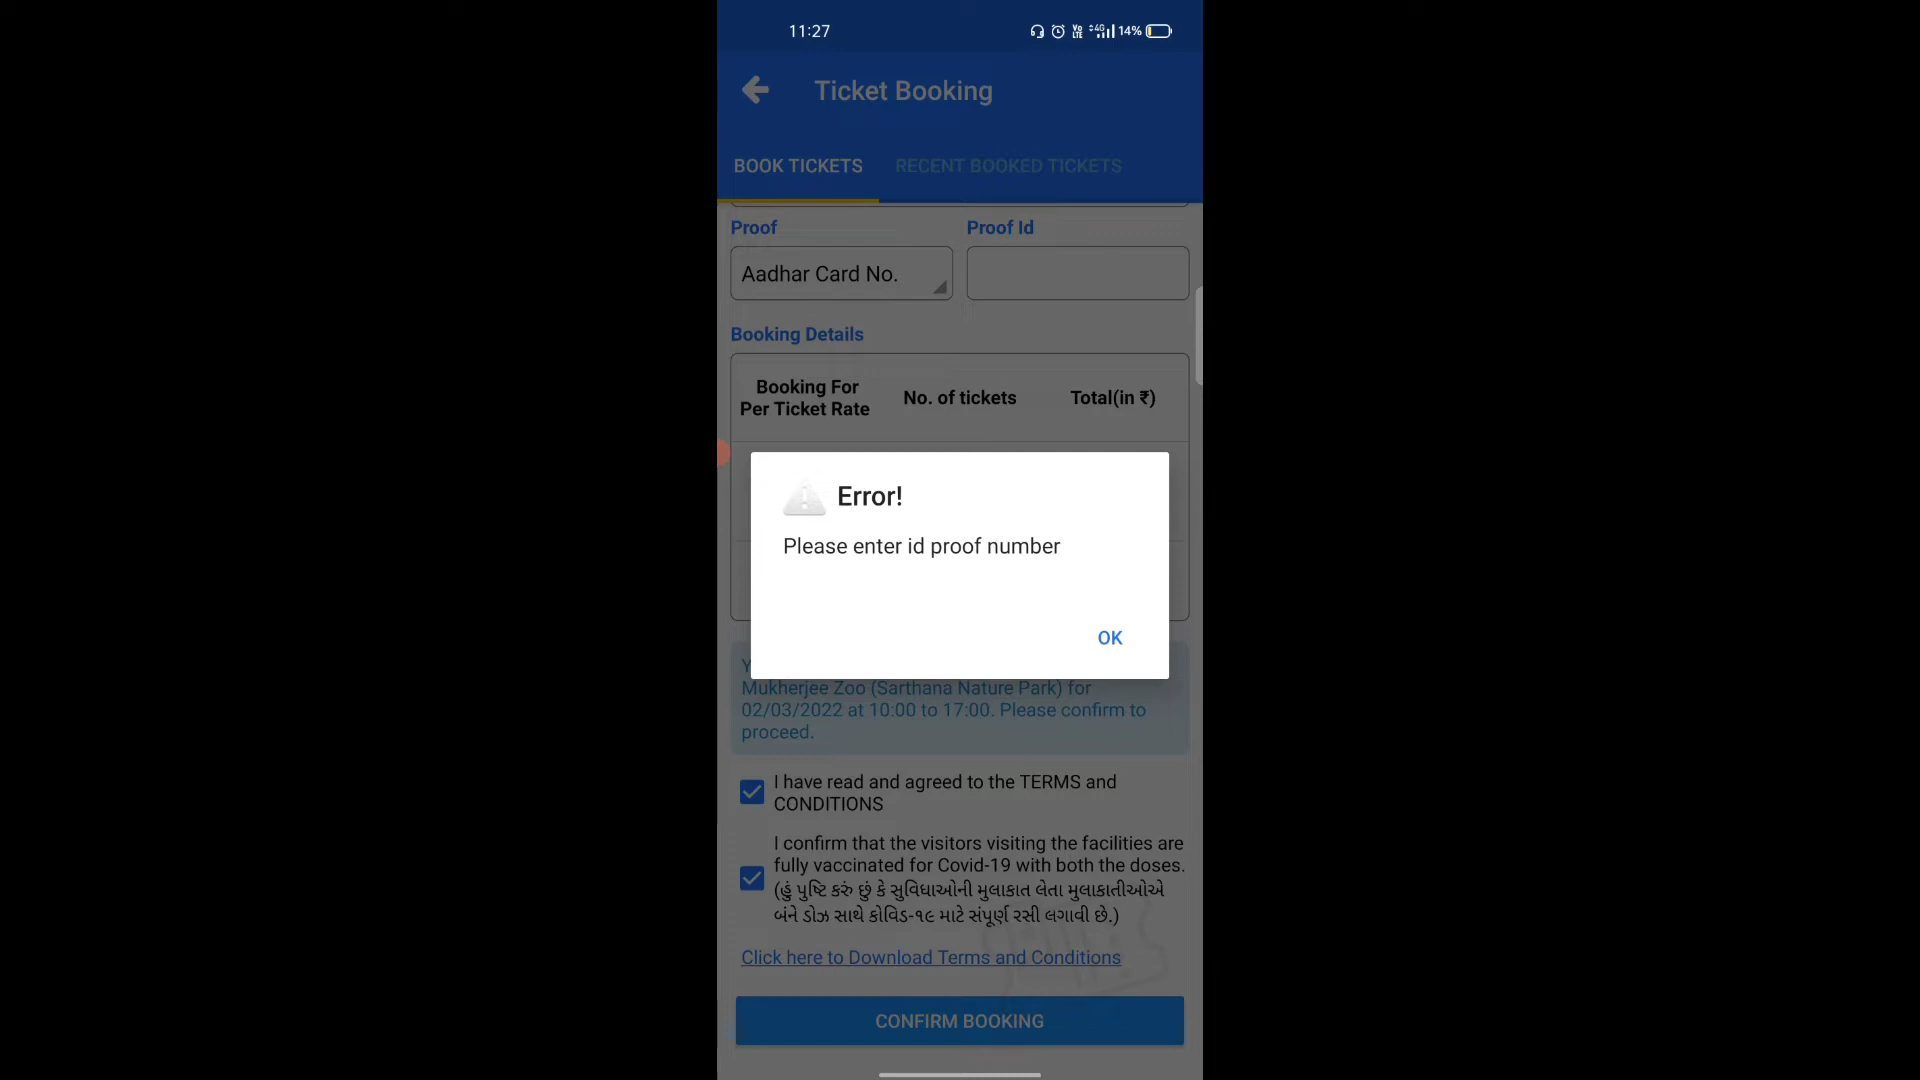 11:27
4G 14%
Ticket Booking
BOOK TICKETS RECENT BOOKED TICKETS
Proof Proof Id
Aadhar Card No.
Booking Details
Booking For
Per Ticket Rate No. of tickets Total(in ₹)
Error!
Please enter id proof number
OK
Mukherjee Zoo (Sarthana Nature Park) for
02/03/2022 at 10:00 to 17:00. Please confirm to
proceed.
I have read and agreed to the TERMS and
CONDITIONS
I confirm that the visitors visiting the facilities are
fully vaccinated for Covid-19 with both the doses.
(હું પુષ્ટિ કરું છું કે સુવિધાઓની મુલાકાત લેતા મુલાકાતીઓએ
બંને ડોઝ સાથે કોવિડ-૧૯ માટે સંપૂર્ણ રસી લગાવી છે.)
Click here to Download Terms and Conditions
CONFIRM BOOKING